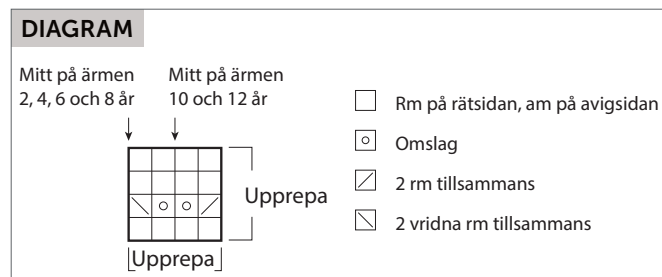 DIAGRAM
Mitt på ärmen
2, 4, 6 och 8 år
Mitt på ärmen
10 och 12 år
Upprepa
Upprepa
Rm på rätsidan, am på avigsidan
Omslag
2 rm tillsammans
2 vridna rm tillsammans